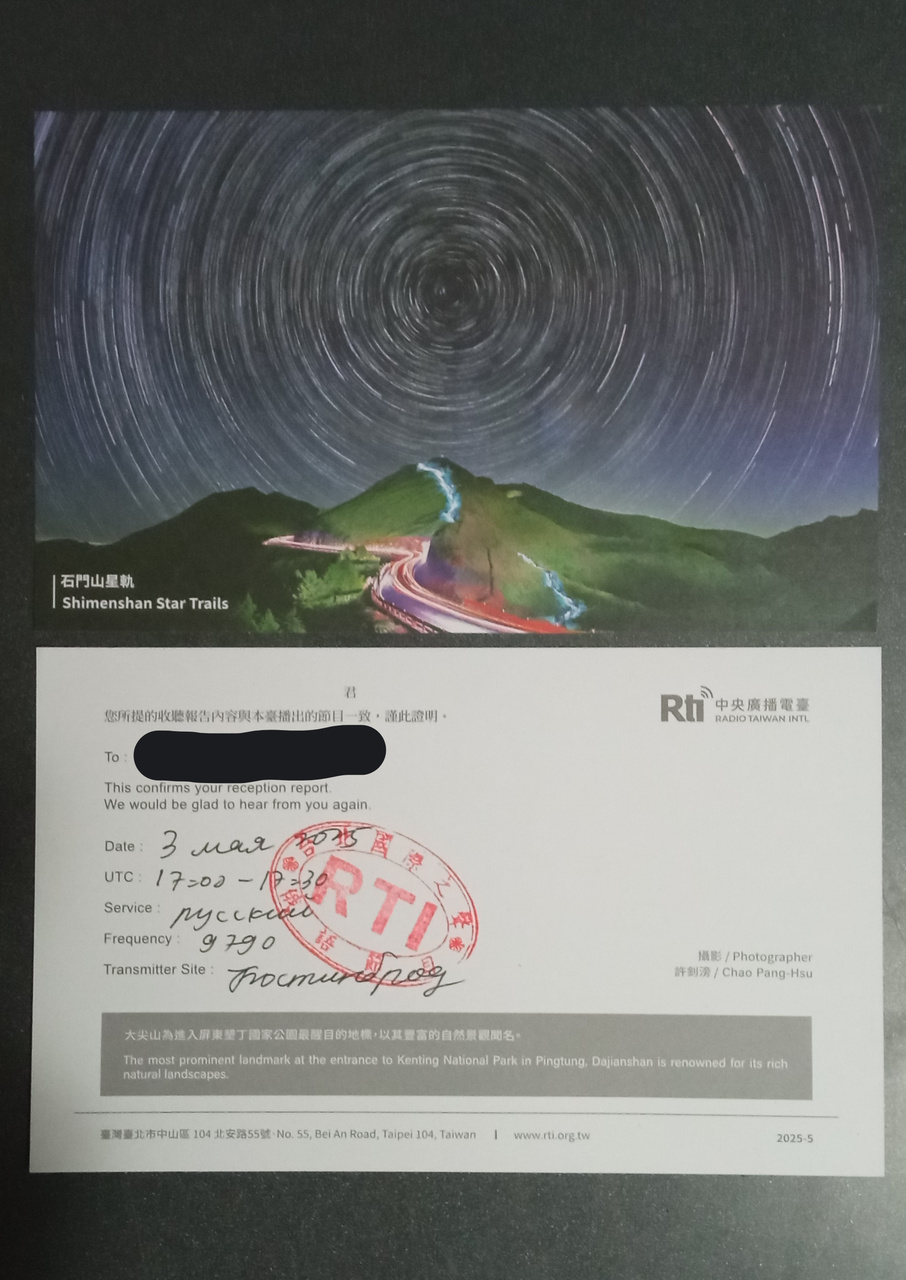 石門山星軌
Shimenshan Star Trails
君
您所提的收聽報告內容與本臺播出的節目一致，謹此證明。
Rti 中央廣播電臺
RADIO TAIWAN INTL
To :
This confirms your reception report.
We would be glad to hear from you again.
Date : 3 мая 2025
UTC : 17=00 - 17=30
Service : русский
Frequency : 9790
Transmitter Site : Костинброд
RTI
攝影 / Photographer
許剑滂 / Chao Pang-Hsu
大尖山為進入屏東墾丁國家公園最醒目的地標，以其豐富的自然景觀聞名。
The most prominent landmark at the entrance to Kenting National Park in Pingtung, Dajianshan is renowned for its rich
natural landscapes.
臺灣臺北市中山區 104 北安路55號 · No. 55, Bei An Road, Taipei 104, Taiwan | www.rti.org.tw
2025-5